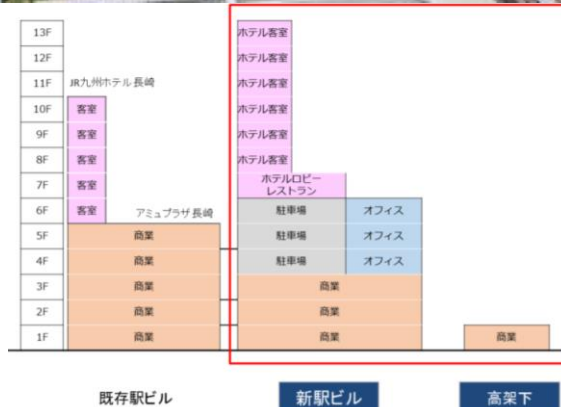 13F ホテル客室
12F ホテル客室
11F JR九州ホテル長崎 ホテル客室
10F 客室 ホテル客室
9F 客室 ホテル客室
8F 客室 ホテル客室
7F 客室 ホテルロビー
レストラン
6F 客室 アミュプラザ長崎 駐車場 オフィス
5F 商業 駐車場 オフィス
4F 商業 駐車場 オフィス
3F 商業 商業
2F 商業 商業
1F 商業 商業 商業
既存駅ビル 新駅ビル 高架下